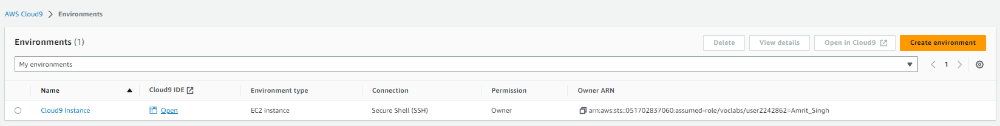 AWS Cloud9 > Environments
Environments (1)
Delete View details Open in Cloud9 Create environment
My environments
1
Name Cloud9 IDE Environment type Connection Permission Owner ARN
Cloud9 Instance Open EC2 instance Secure Shell (SSH) Owner arn:aws:sts::051702837060:assumed-role/voclabs/user2242862=Amrit_Singh